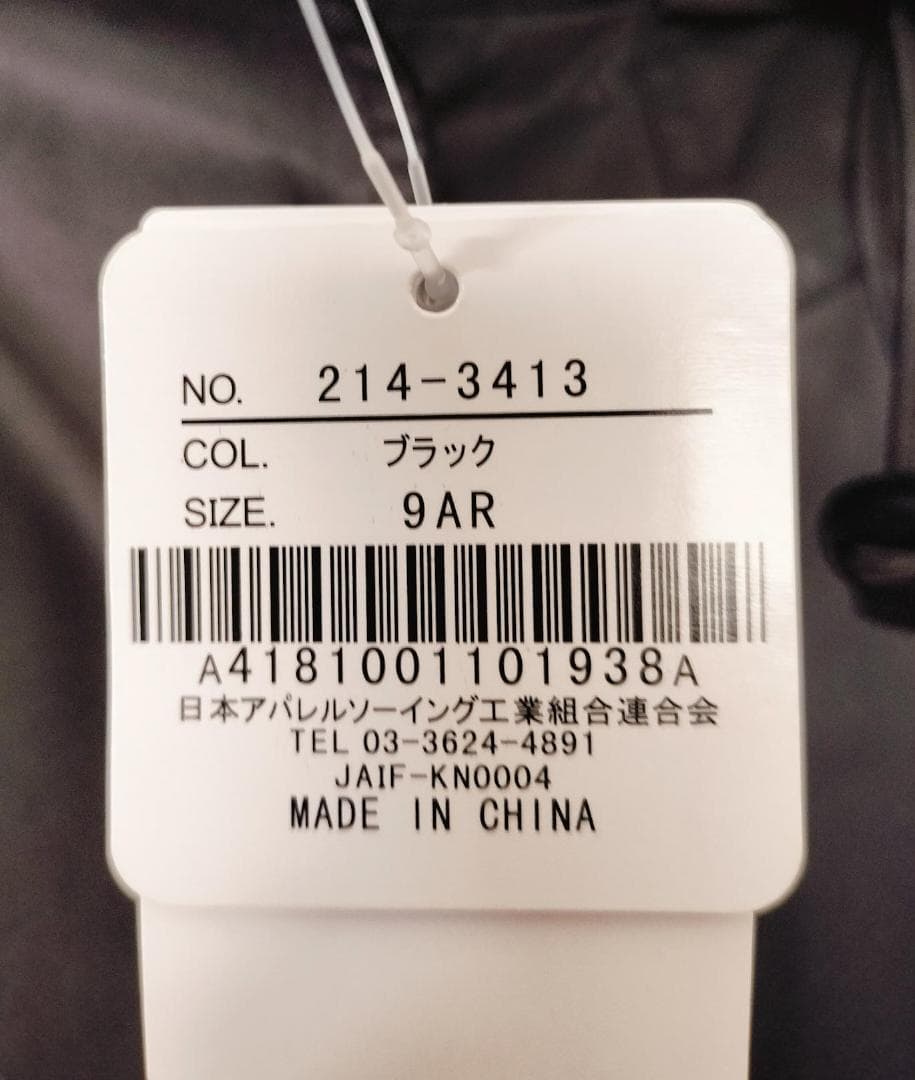 NO. 214-3413
COL. ブラック
SIZE. 9AR
A4181001101938A
日本アパレルソーイング工業組合連合会
TEL 03-3624-4891
JAIF-KN0004
MADE IN CHINA